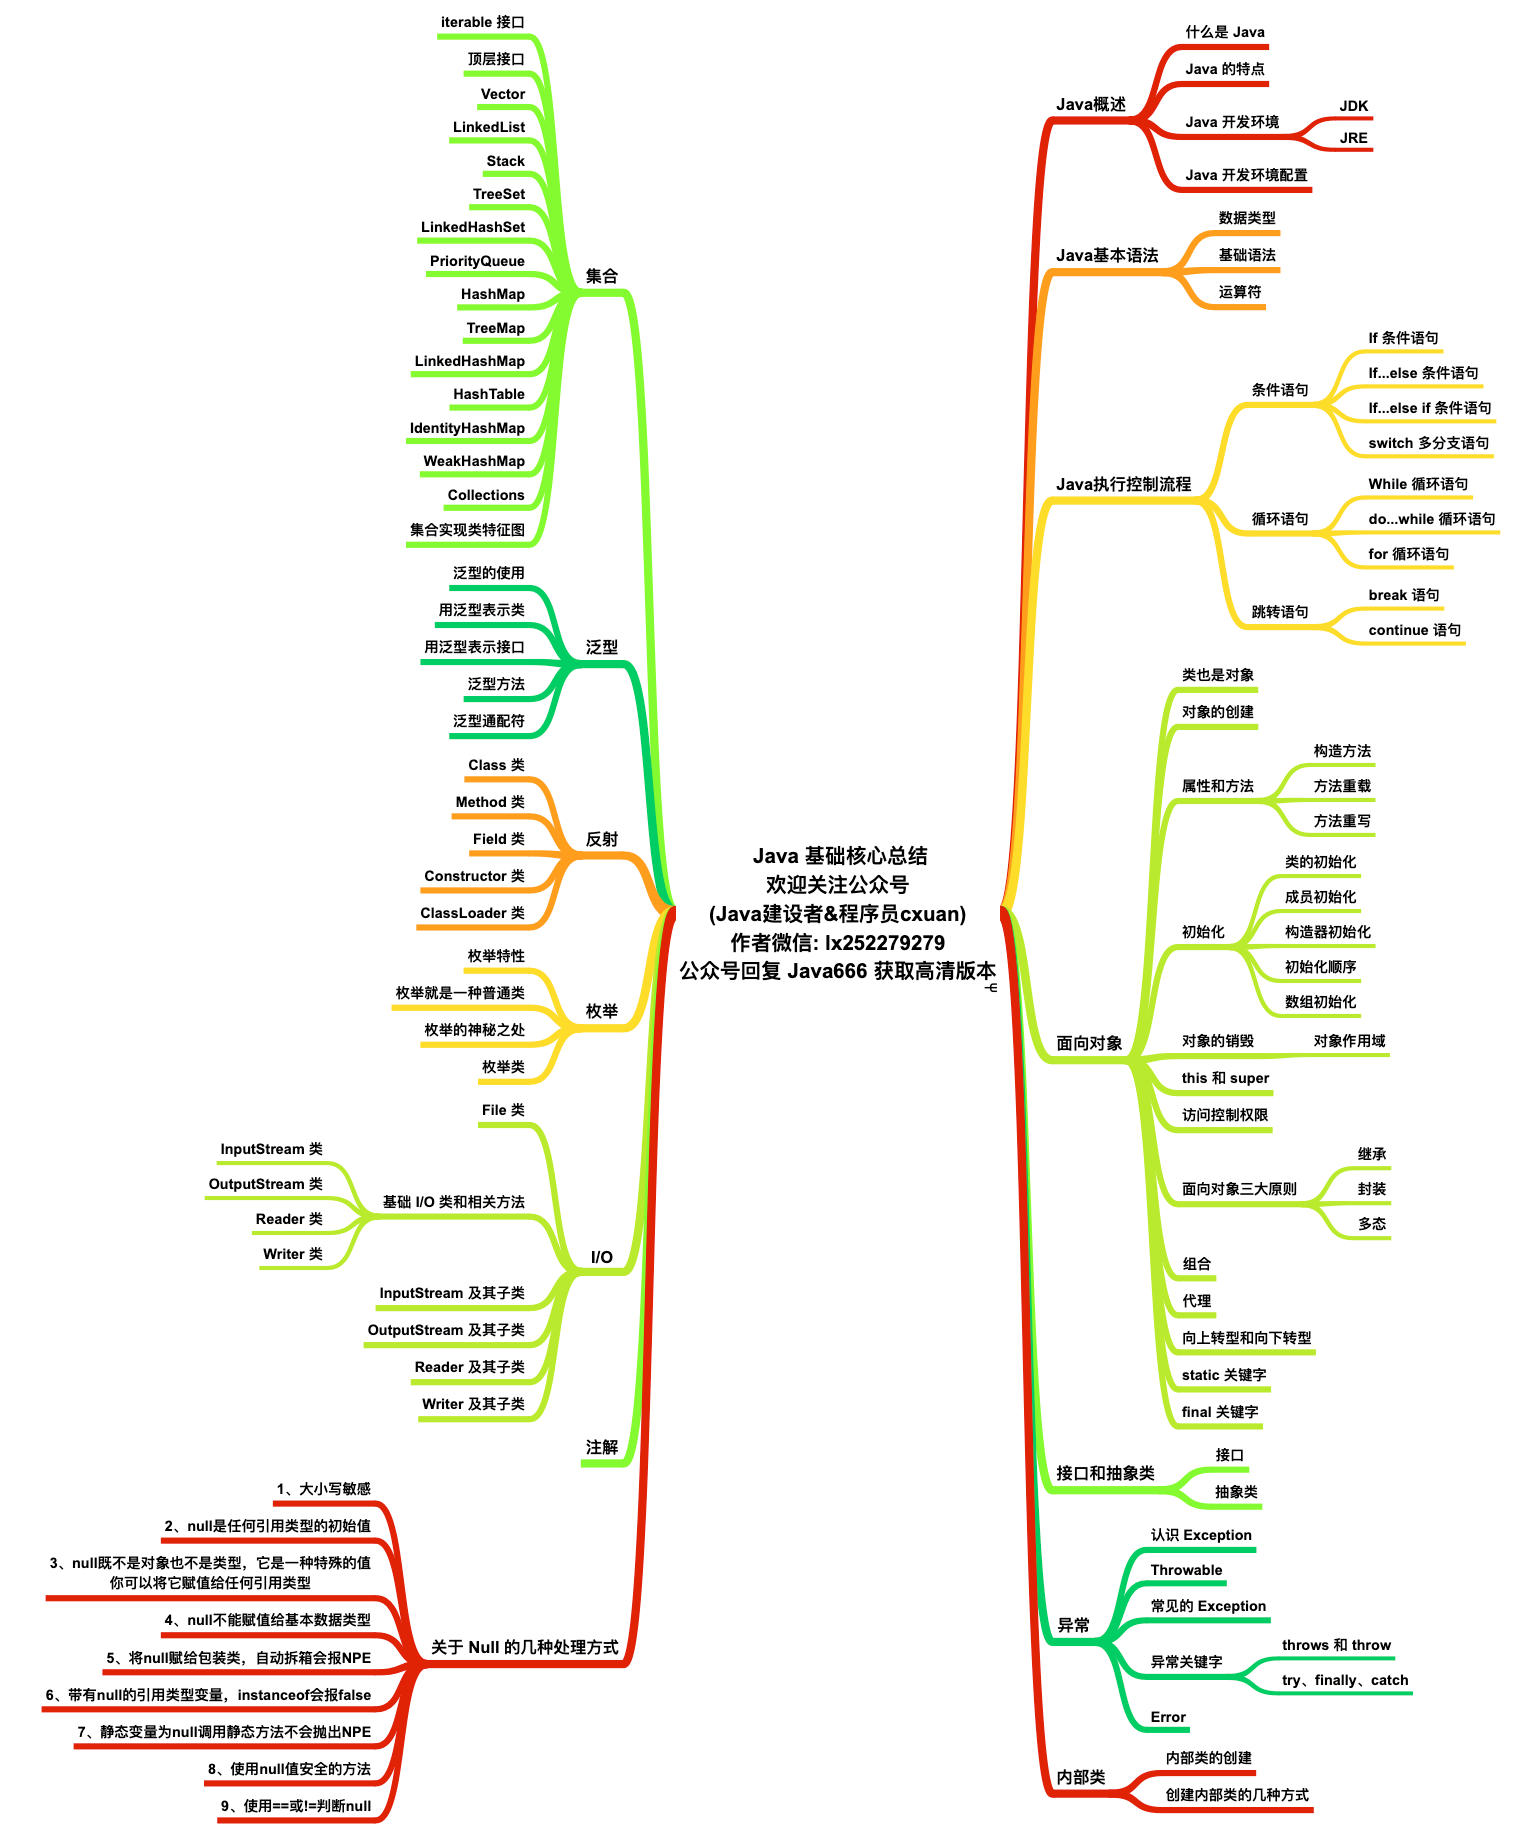 Java 基础核心总结
欢迎关注公众号
(Java建设者&程序员cxuan)
作者微信: lx252279279
公众号回复 Java666 获取高清版本
Java概述
什么是 Java
Java 的特点
Java 开发环境
JDK
JRE
Java 开发环境配置
Java基本语法
数据类型
基础语法
运算符
Java执行控制流程
条件语句
If 条件语句
If...else 条件语句
If...else if 条件语句
switch 多分支语句
循环语句
While 循环语句
do...while 循环语句
for 循环语句
跳转语句
break 语句
continue 语句
面向对象
类也是对象
对象的创建
属性和方法
构造方法
方法重载
方法重写
初始化
类的初始化
成员初始化
构造器初始化
初始化顺序
数组初始化
对象的销毁
对象作用域
this 和 super
访问控制权限
面向对象三大原则
继承
封装
多态
组合
代理
向上转型和向下转型
static 关键字
final 关键字
接口和抽象类
接口
抽象类
异常
认识 Exception
Throwable
常见的 Exception
异常关键字
throws 和 throw
try、finally、catch
Error
内部类
内部类的创建
创建内部类的几种方式
集合
iterable 接口
顶层接口
Vector
LinkedList
Stack
TreeSet
LinkedHashSet
PriorityQueue
HashMap
TreeMap
LinkedHashMap
HashTable
IdentityHashMap
WeakHashMap
Collections
集合实现类特征图
泛型
泛型的使用
用泛型表示类
用泛型表示接口
泛型方法
泛型通配符
反射
Class 类
Method 类
Field 类
Constructor 类
ClassLoader 类
枚举
枚举特性
枚举就是一种普通类
枚举的神秘之处
枚举类
I/O
File 类
基础 I/O 类和相关方法
InputStream 类
OutputStream 类
Reader 类
Writer 类
InputStream 及其子类
OutputStream 及其子类
Reader 及其子类
Writer 及其子类
注解
关于 Null 的几种处理方式
1、大小写敏感
2、null是任何引用类型的初始值
3、null既不是对象也不是类型，它是一种特殊的值
你可以将它赋值给任何引用类型
4、null不能赋值给基本数据类型
5、将null赋给包装类，自动拆箱会报NPE
6、带有null的引用类型变量，instanceof会报false
7、静态变量为null调用静态方法不会抛出NPE
8、使用null值安全的方法
9、使用==或!=判断null